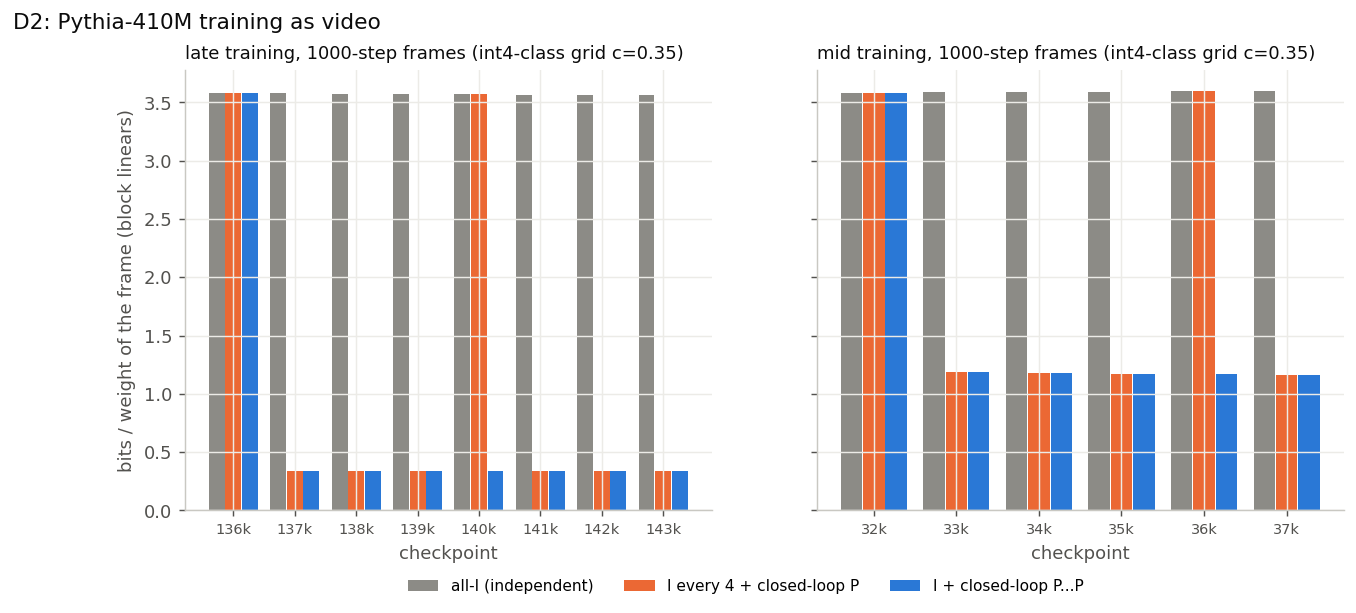 D2: Pythia-410M training as video
late training, 1000-step frames (int4-class grid c=0.35)
mid training, 1000-step frames (int4-class grid c=0.35)
bits / weight of the frame (block linears)
3.5
3.0
2.5
2.0
1.5
1.0
0.5
0.0
136k 137k 138k 139k 140k 141k 142k 143k
32k 33k 34k 35k 36k 37k
checkpoint
checkpoint
all-I (independent) I every 4 + closed-loop P I + closed-loop P...P